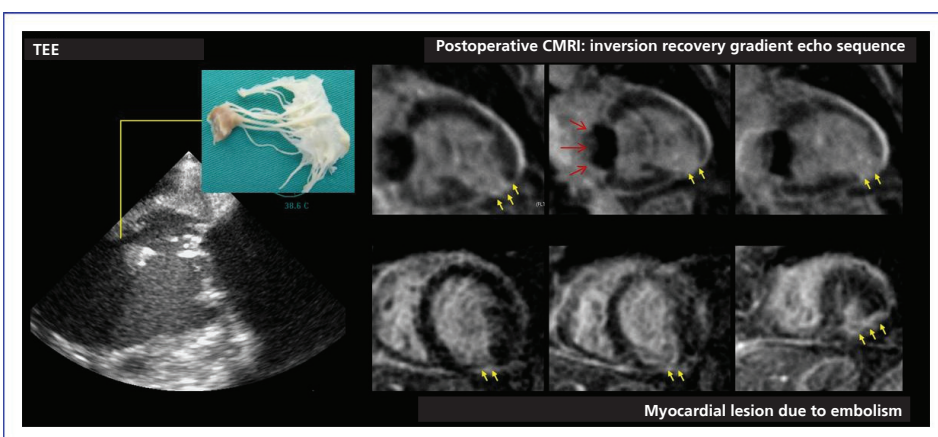 TEE
Postoperative CMRI: inversion recovery gradient echo sequence
38.6 C
Myocardial lesion due to embolism